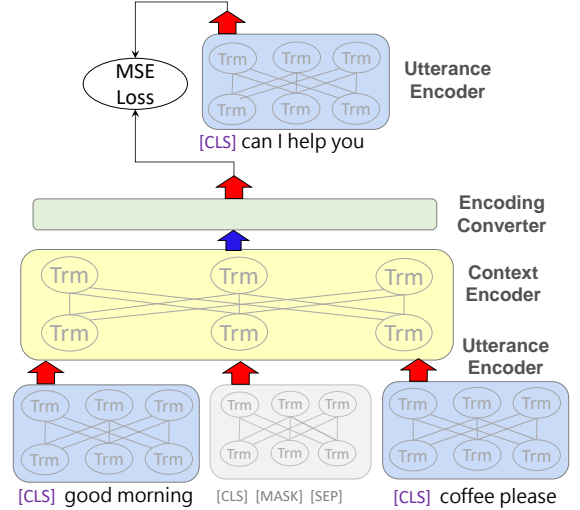 Trm Trm Trm
MSE
Loss
Utterance
Encoder
Trm Trm Trm
[CLS] can I help you
Encoding
Converter
Trm Trm Trm
Context
Encoder
Trm Trm Trm
Utterance
Encoder
Trm Trm Trm Trm Trm Trm Trm Trm Trm
Trm Trm Trm Trm Trm Trm Trm Trm Trm
[CLS] good morning [CLS] [MASK] [SEP] [CLS] coffee please